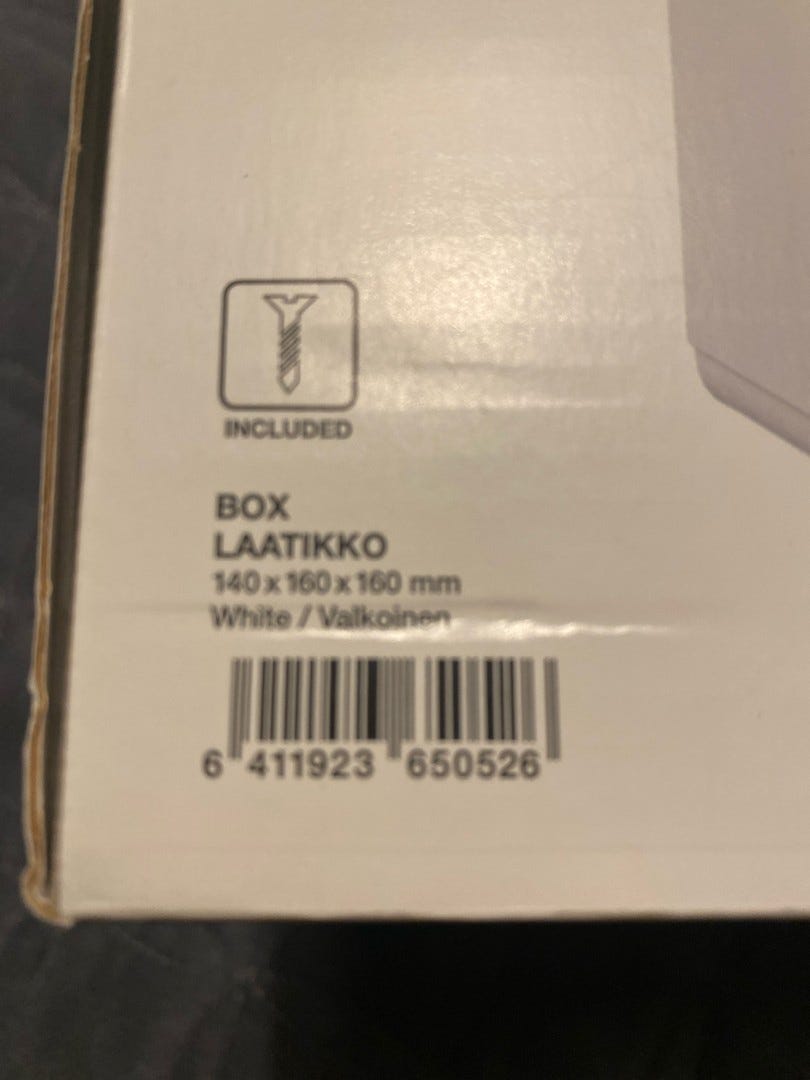 INCLUDED
BOX
LAATIKKO
140 x 160 x 160 mm
White / Valkoinen
6 411923 650526